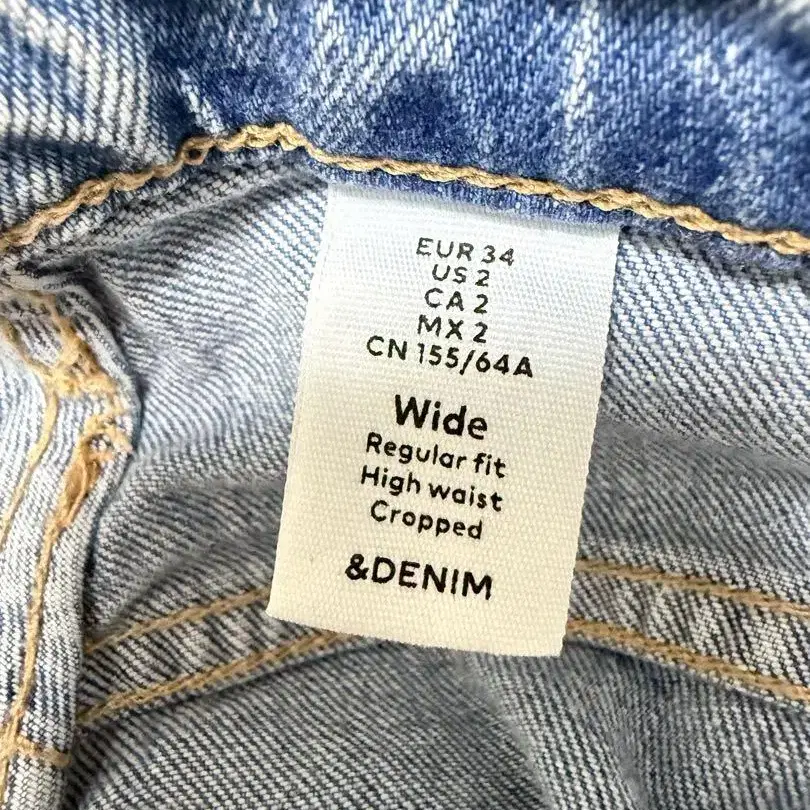 EUR 34
US 2
CA 2
MX 2
CN 155/64A
Wide
Regular fit
High waist
Cropped
&DENIM